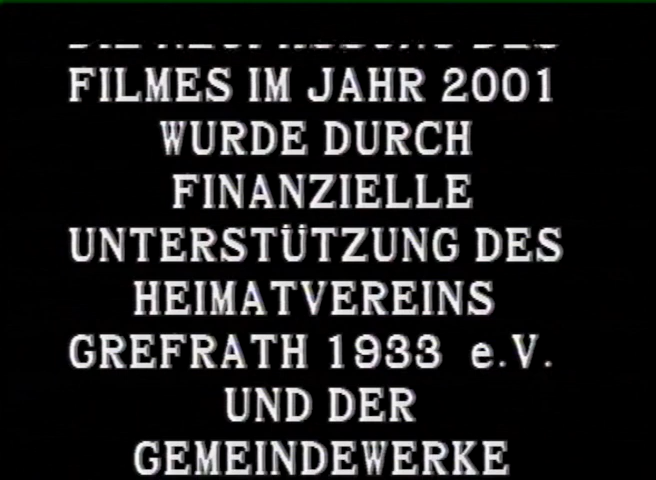 FILMES IM JAHR 2001
WURDE DURCH
FINANZIELLE
UNTERSTÜTZUNG DES
HEIMATVEREINS
GREFRATH 1933 e.V.
UND DER
GEMEINDEWERKE